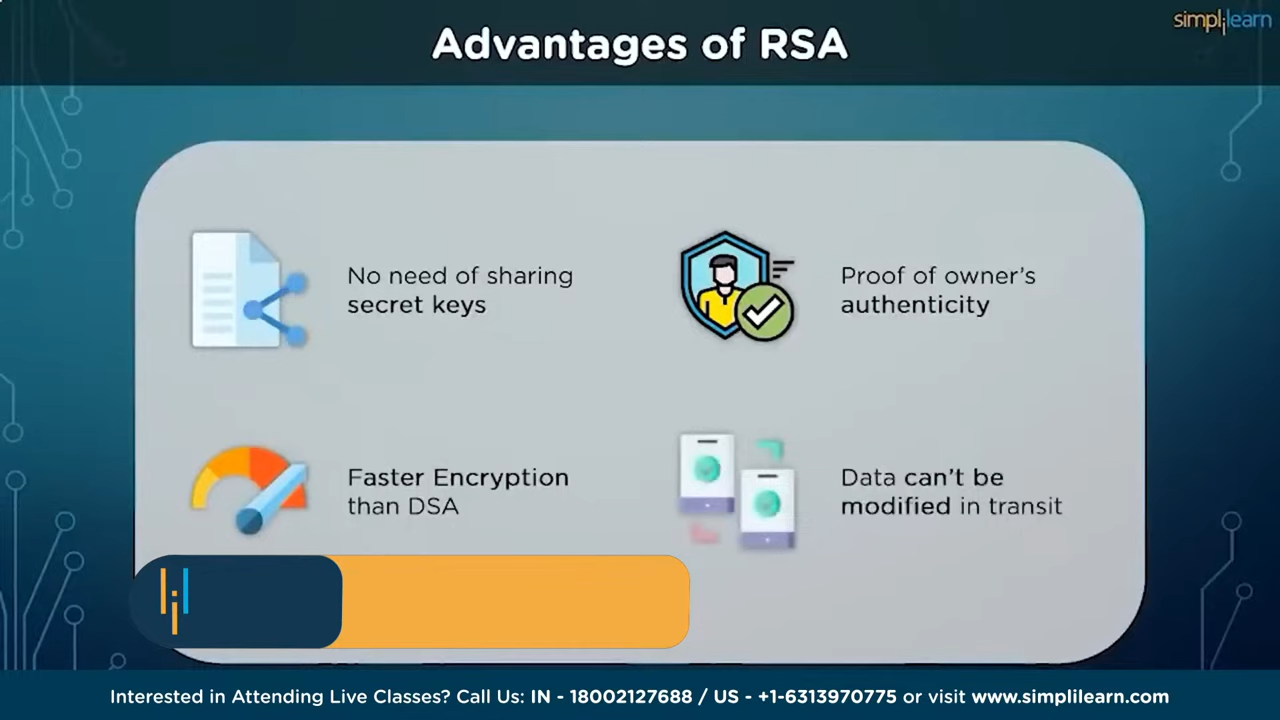 simplilearn
Advantages of RSA
No need of sharing
secret keys
Proof of owner's
authenticity
Faster Encryption
than DSA
Data can't be
modified in transit
Interested in Attending Live Classes? Call Us: IN - 18002127688 / US - +1-6313970775 or visit www.simplilearn.com